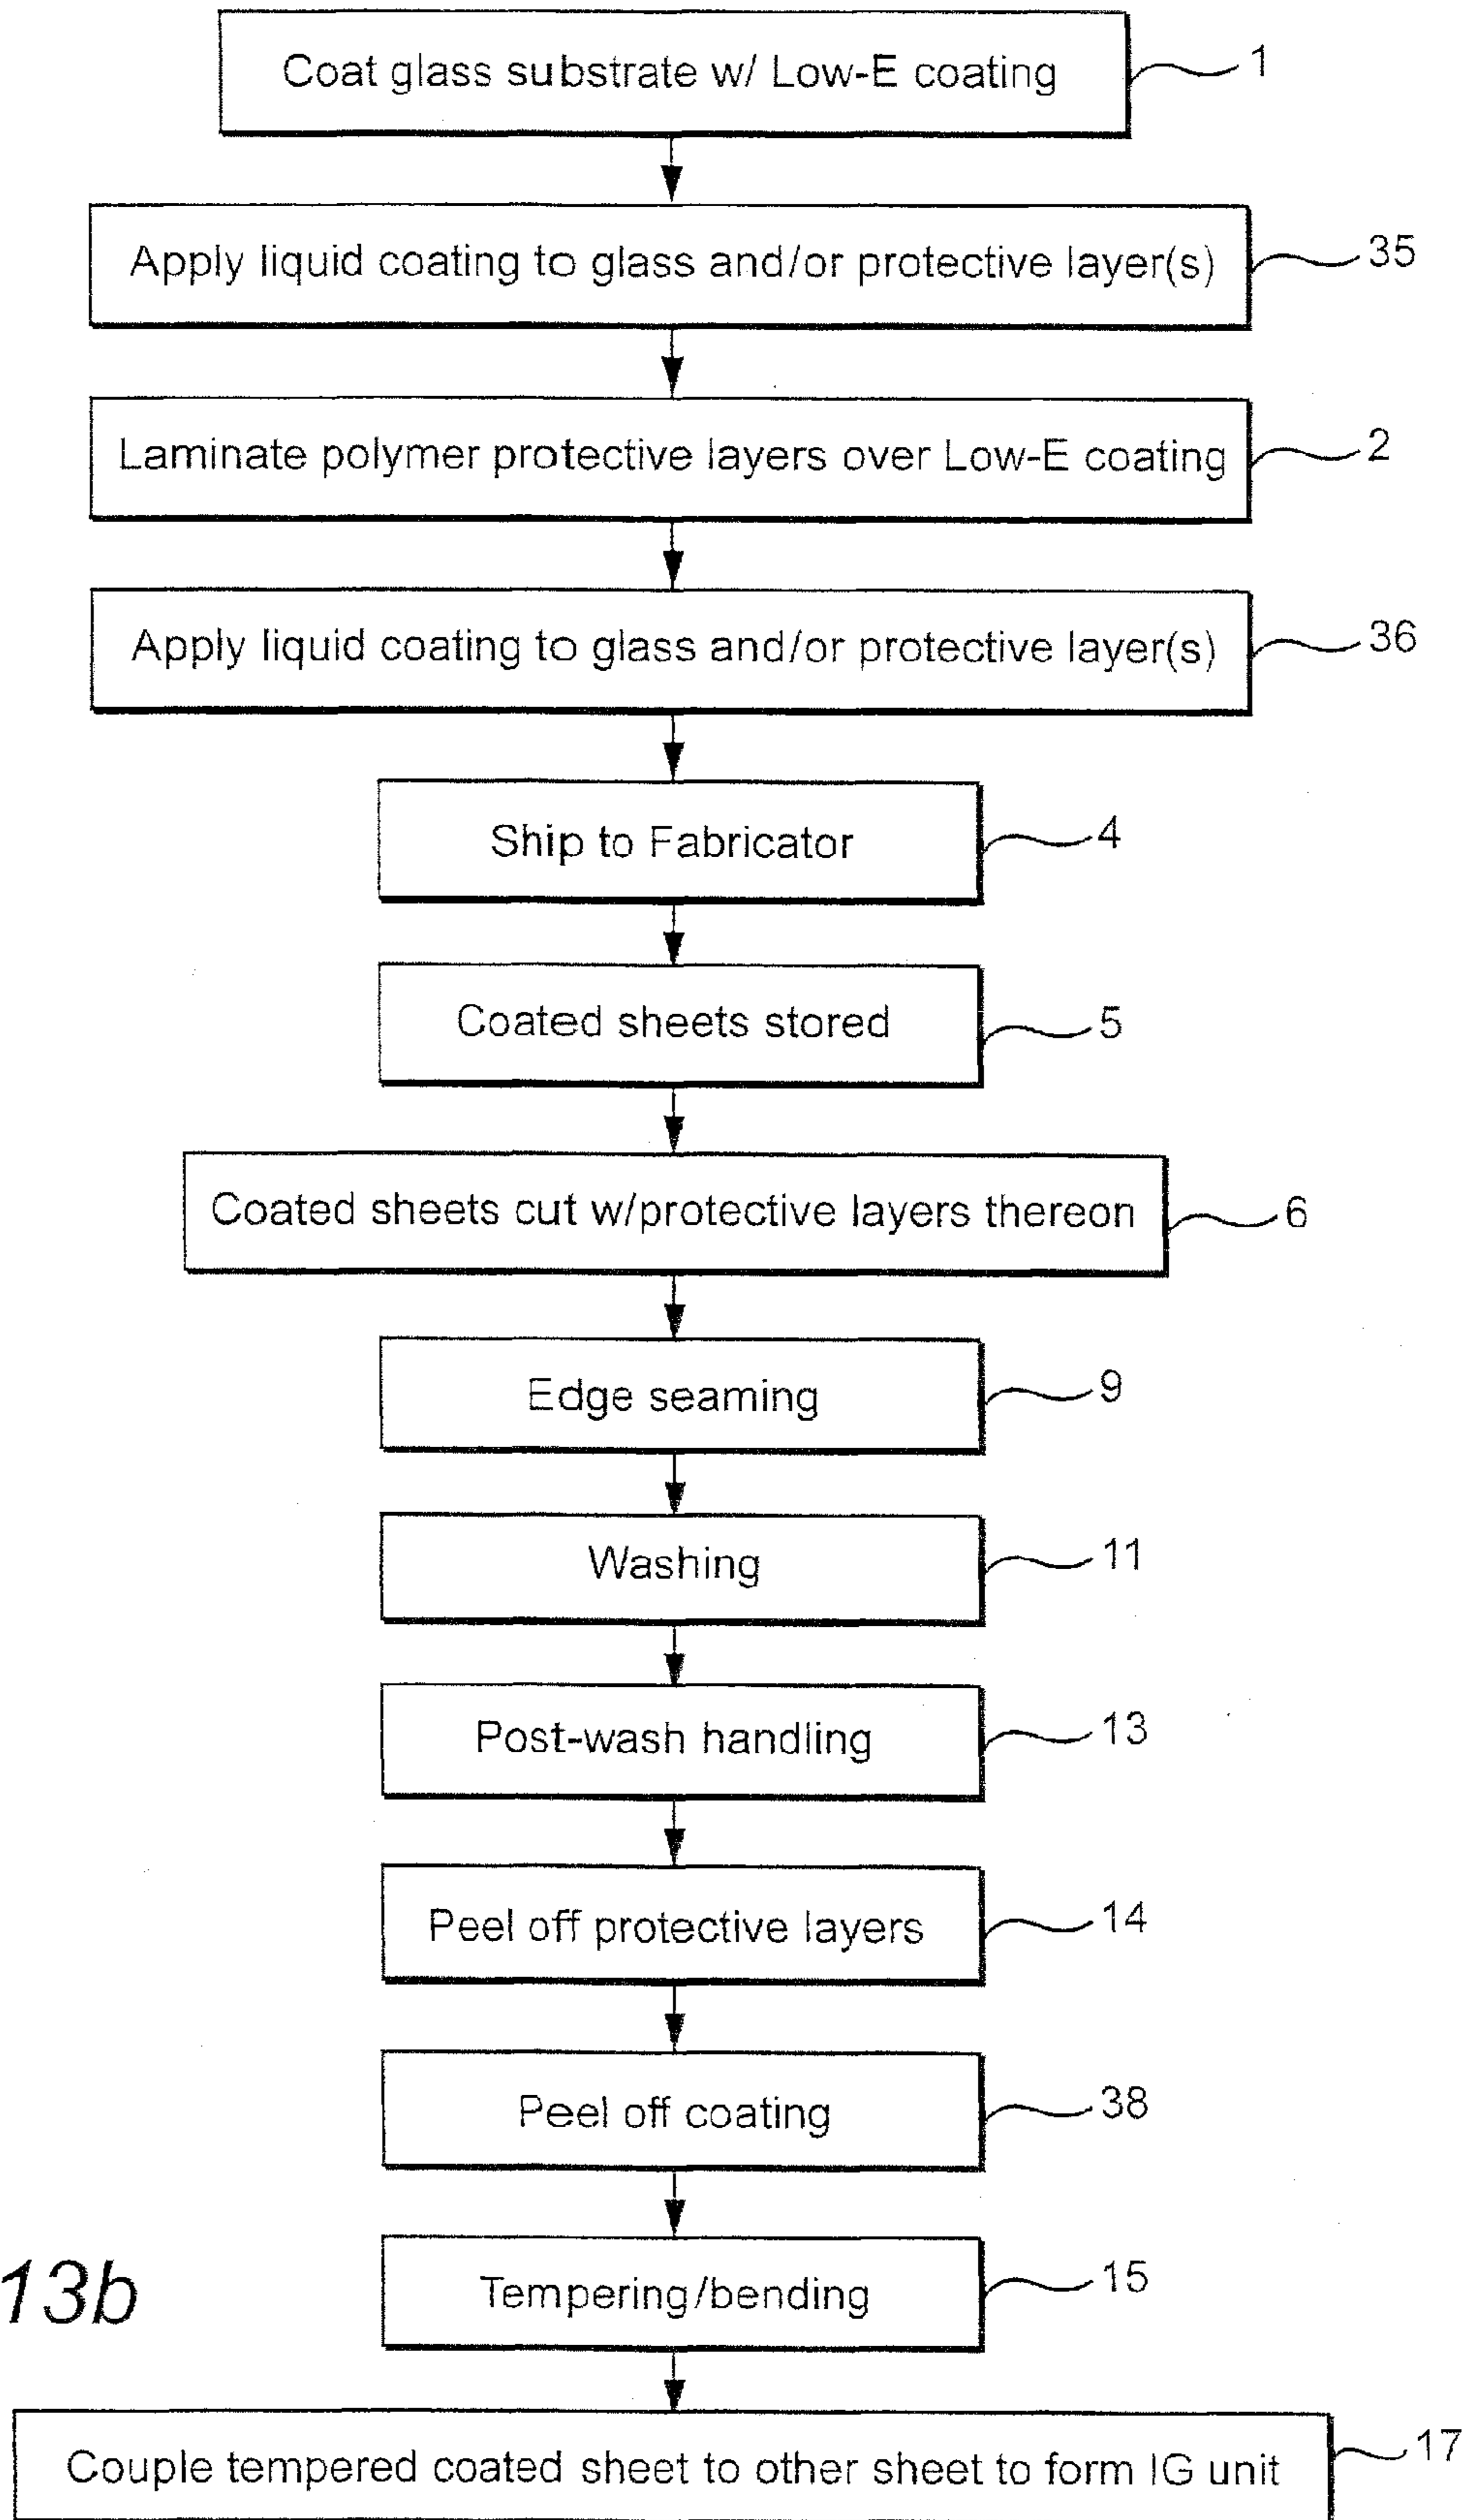 Coat glass substrate w/ Low-E coating 1
Apply liquid coating to glass and/or protective layer(s) 35
Laminate polymer protective layers over Low-E coating 2
Apply liquid coating to glass and/or protective layer(s) 36
Ship to Fabricator 4
Coated sheets stored 5
Coated sheets cut w/protective layers thereon 6
Edge seaming 9
Washing 11
Post-wash handling 13
Peel off protective layers 14
Peel off coating 38
Tempering/bending 15
13b
Couple tempered coated sheet to other sheet to form IG unit 17